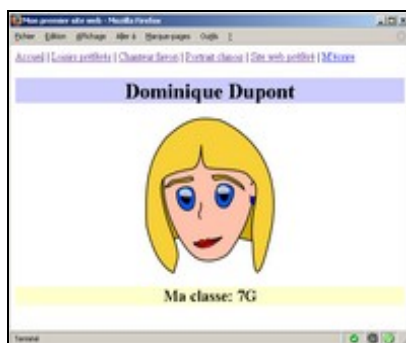 Mon premier site web - Mozilla Firefox
Fichier Edition Affichage Aller à Marque-pages Outils ?
Accueil | Loisirs préférés | Chanteur favori | Portrait chinois | Site web préféré | M'écrire
Dominique Dupont
Ma classe: 7G
Terminé